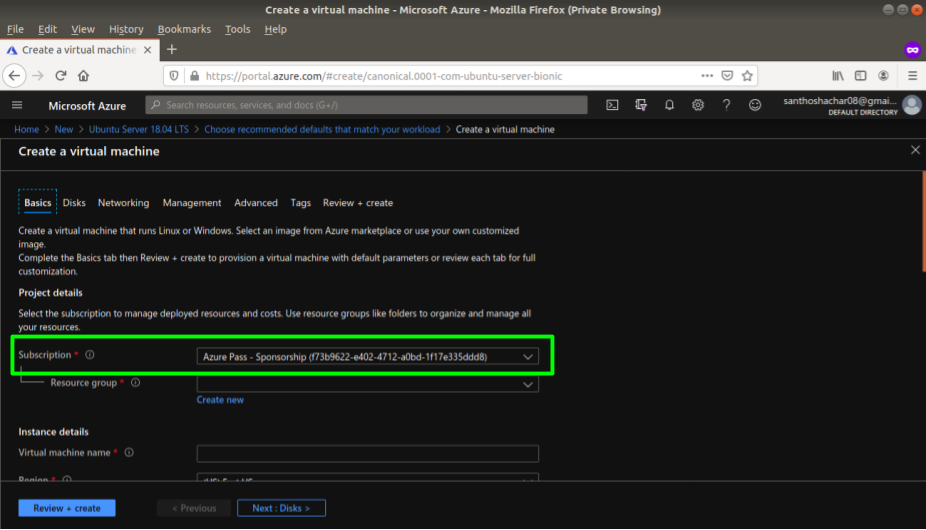 Create a virtual machine - Microsoft Azure - Mozilla Firefox (Private Browsing)
File Edit View History Bookmarks Tools Help
Create a virtual machine
https://portal.azure.com/#create/canonical.0001-com-ubuntu-server-bionic
Microsoft Azure
Search resources, services, and docs (G+/)
santhoshachar08@gmai...
DEFAULT DIRECTORY
Home > New > Ubuntu Server 18.04 LTS > Choose recommended defaults that match your workload > Create a virtual machine
Create a virtual machine
Basics Disks Networking Management Advanced Tags Review + create
Create a virtual machine that runs Linux or Windows. Select an image from Azure marketplace or use your own customized
image.
Complete the Basics tab then Review + create to provision a virtual machine with default parameters or review each tab for full
customization.
Project details
Select the subscription to manage deployed resources and costs. Use resource groups like folders to organize and manage all
your resources.
Subscription * Azure Pass - Sponsorship (f73b9622-e402-4712-a0bd-1f17e335ddd8)
Resource group *
Create new
Instance details
Virtual machine name *
Region * (US) East US
Review + create < Previous Next : Disks >